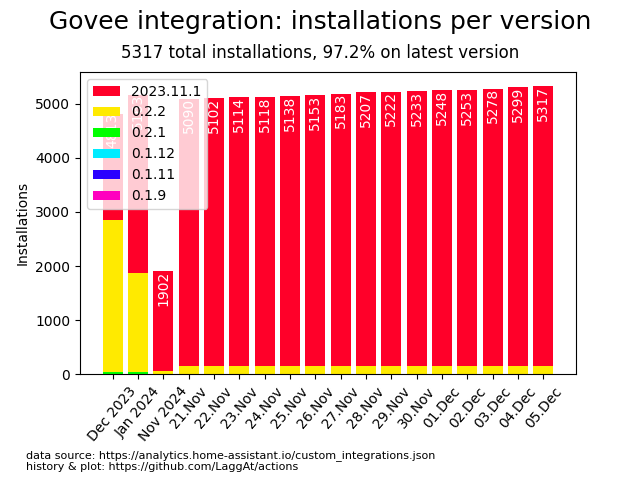 Govee integration: installations per version
5317 total installations, 97.2% on latest version
2023.11.1
0.2.2
0.2.1
0.1.12
0.1.11
0.1.9
Installations
5000
4000
3000
2000
1000
0
1902
5090
5102
5114
5118
5138
5153
5183
5207
5222
5233
5248
5253
5278
5299
5317
Dec 2023
Jan 2024
Nov 2024
21.Nov
22.Nov
23.Nov
24.Nov
25.Nov
26.Nov
27.Nov
28.Nov
29.Nov
30.Nov
01.Dec
02.Dec
03.Dec
04.Dec
05.Dec
data source: https://analytics.home-assistant.io/custom_integrations.json
history & plot: https://github.com/LaggAt/actions